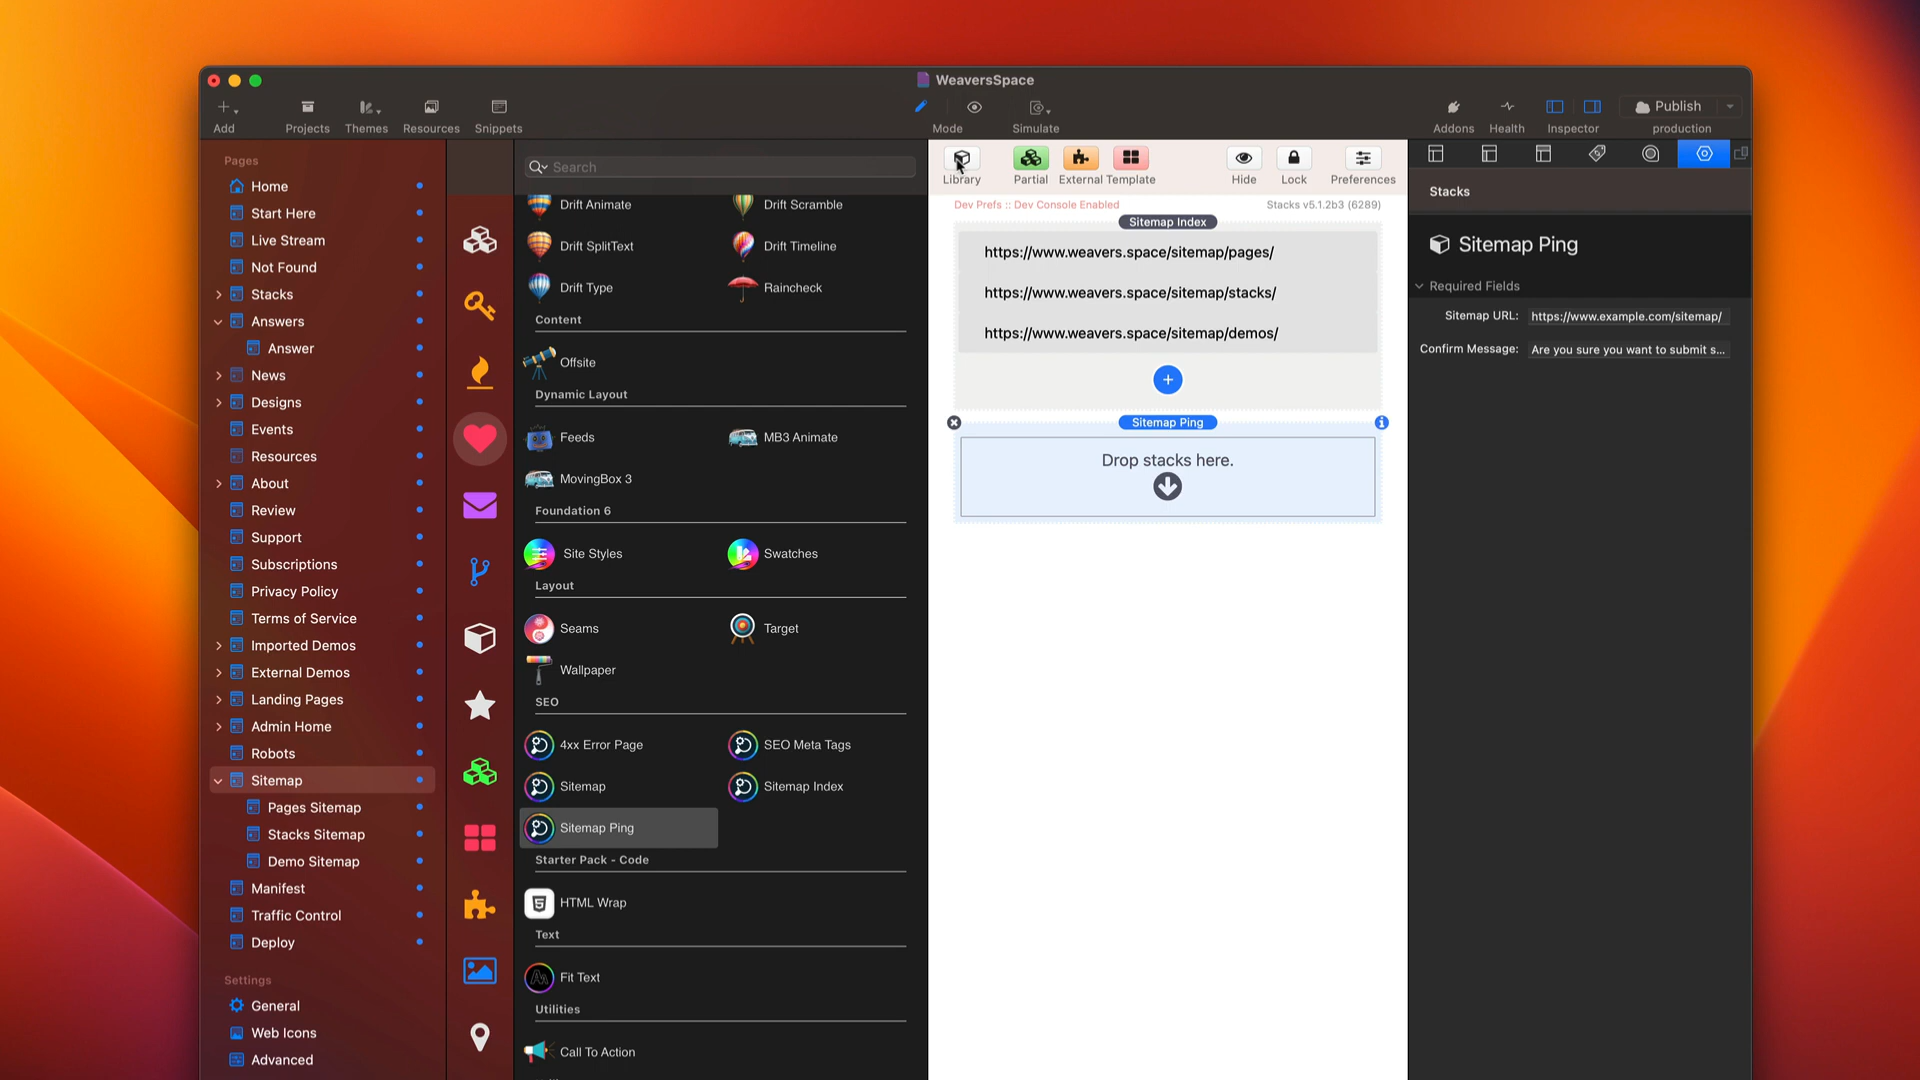 WeaversSpace
Add
Projects
Themes
Resources
Snippets
Mode
Simulate
Addons
Health
Inspector
Publish
production
Pages
Home
Start Here
Live Stream
Not Found
Stacks
Answers
Answer
News
Designs
Events
Resources
About
Review
Support
Subscriptions
Privacy Policy
Terms of Service
Imported Demos
External Demos
Landing Pages
Admin Home
Robots
Sitemap
Pages Sitemap
Stacks Sitemap
Demo Sitemap
Manifest
Traffic Control
Deploy
Settings
General
Web Icons
Advanced
Search
Drift Animate
Drift Scramble
Drift SplitText
Drift Timeline
Drift Type
Raincheck
Content
Offsite
Dynamic Layout
Feeds
MB3 Animate
MovingBox 3
Foundation 6
Site Styles
Swatches
Layout
Seams
Target
Wallpaper
SEO
4xx Error Page
SEO Meta Tags
Sitemap
Sitemap Index
Sitemap Ping
Starter Pack - Code
HTML Wrap
Text
Fit Text
Utilities
Call To Action
Library
Partial
External
Template
Hide
Lock
Preferences
Dev Prefs :: Dev Console Enabled
Stacks v5.1.2b3 (6289)
Sitemap Index
https://www.weavers.space/sitemap/pages/
https://www.weavers.space/sitemap/stacks/
https://www.weavers.space/sitemap/demos/
Sitemap Ping
Drop stacks here.
Stacks
Sitemap Ping
Required Fields
Sitemap URL: https://www.example.com/sitemap/
Confirm Message: Are you sure you want to submit s...